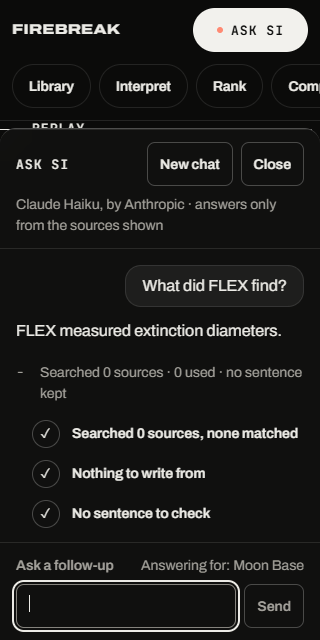 FIREBREAK
ASK SI
Library
Interpret
Rank
REPLAY
ASK SI
New chat
Close
Claude Haiku, by Anthropic · answers only
from the sources shown
What did FLEX find?
FLEX measured extinction diameters.
- Searched 0 sources · 0 used · no sentence
kept
✓ Searched 0 sources, none matched
✓ Nothing to write from
✓ No sentence to check
Ask a follow-up
Answering for: Moon Base
Send